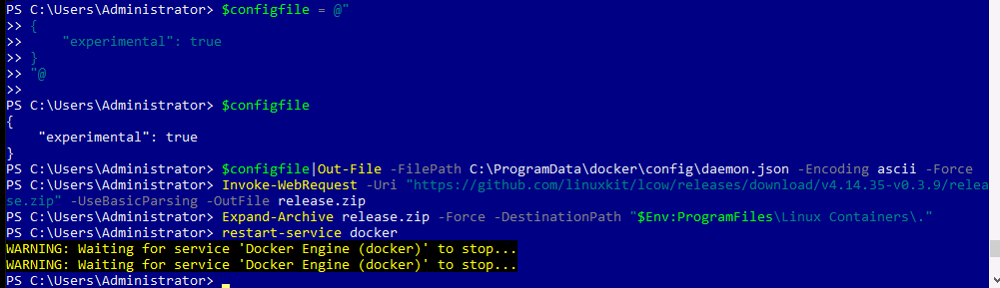 PS C:\Users\Administrator> $configfile = @"
>> {
>>     "experimental": true
>> }
>> "@
>>
PS C:\Users\Administrator> $configfile
{
    "experimental": true
}
PS C:\Users\Administrator> $configfile|Out-File -FilePath C:\ProgramData\docker\config\daemon.json -Encoding ascii -Force
PS C:\Users\Administrator> Invoke-WebRequest -Uri "https://github.com/linuxkit/lcow/releases/download/v4.14.35-v0.3.9/relea
se.zip" -UseBasicParsing -OutFile release.zip
PS C:\Users\Administrator> Expand-Archive release.zip -Force -DestinationPath "$Env:ProgramFiles\Linux Containers\."
PS C:\Users\Administrator> restart-service docker
WARNING: Waiting for service 'Docker Engine (docker)' to stop...
WARNING: Waiting for service 'Docker Engine (docker)' to stop...
PS C:\Users\Administrator>